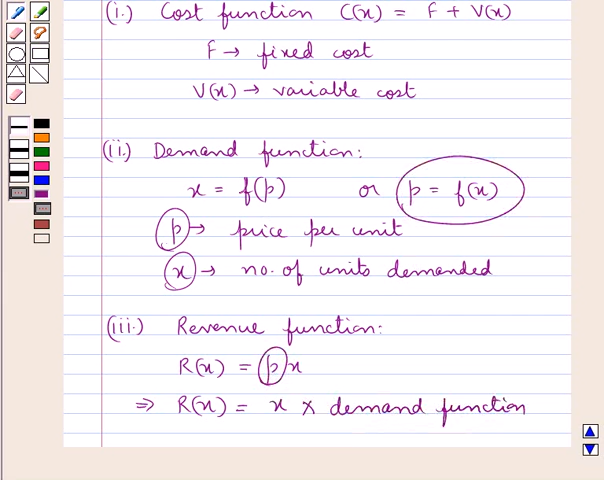 (i.) Cost function C(x) = F + V(x)
F → fixed cost
V(x) → variable cost
(ii.) Demand function:
x = f(p) or p = f(x)
p → price per unit
x → no. of units demanded
(iii.) Revenue function:
R(x) = px
⇒ R(x) = x × demand function